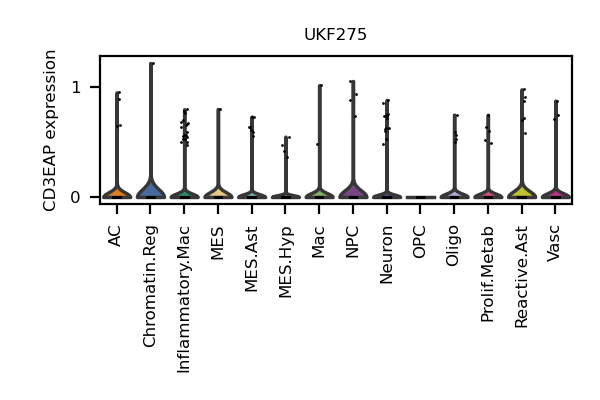 UKF275
CD3EAP expression
1
0
AC
Chromatin.Reg
Inflammatory.Mac
MES
MES.Ast
MES.Hyp
Mac
NPC
Neuron
OPC
Oligo
Prolif.Metab
Reactive.Ast
Vasc